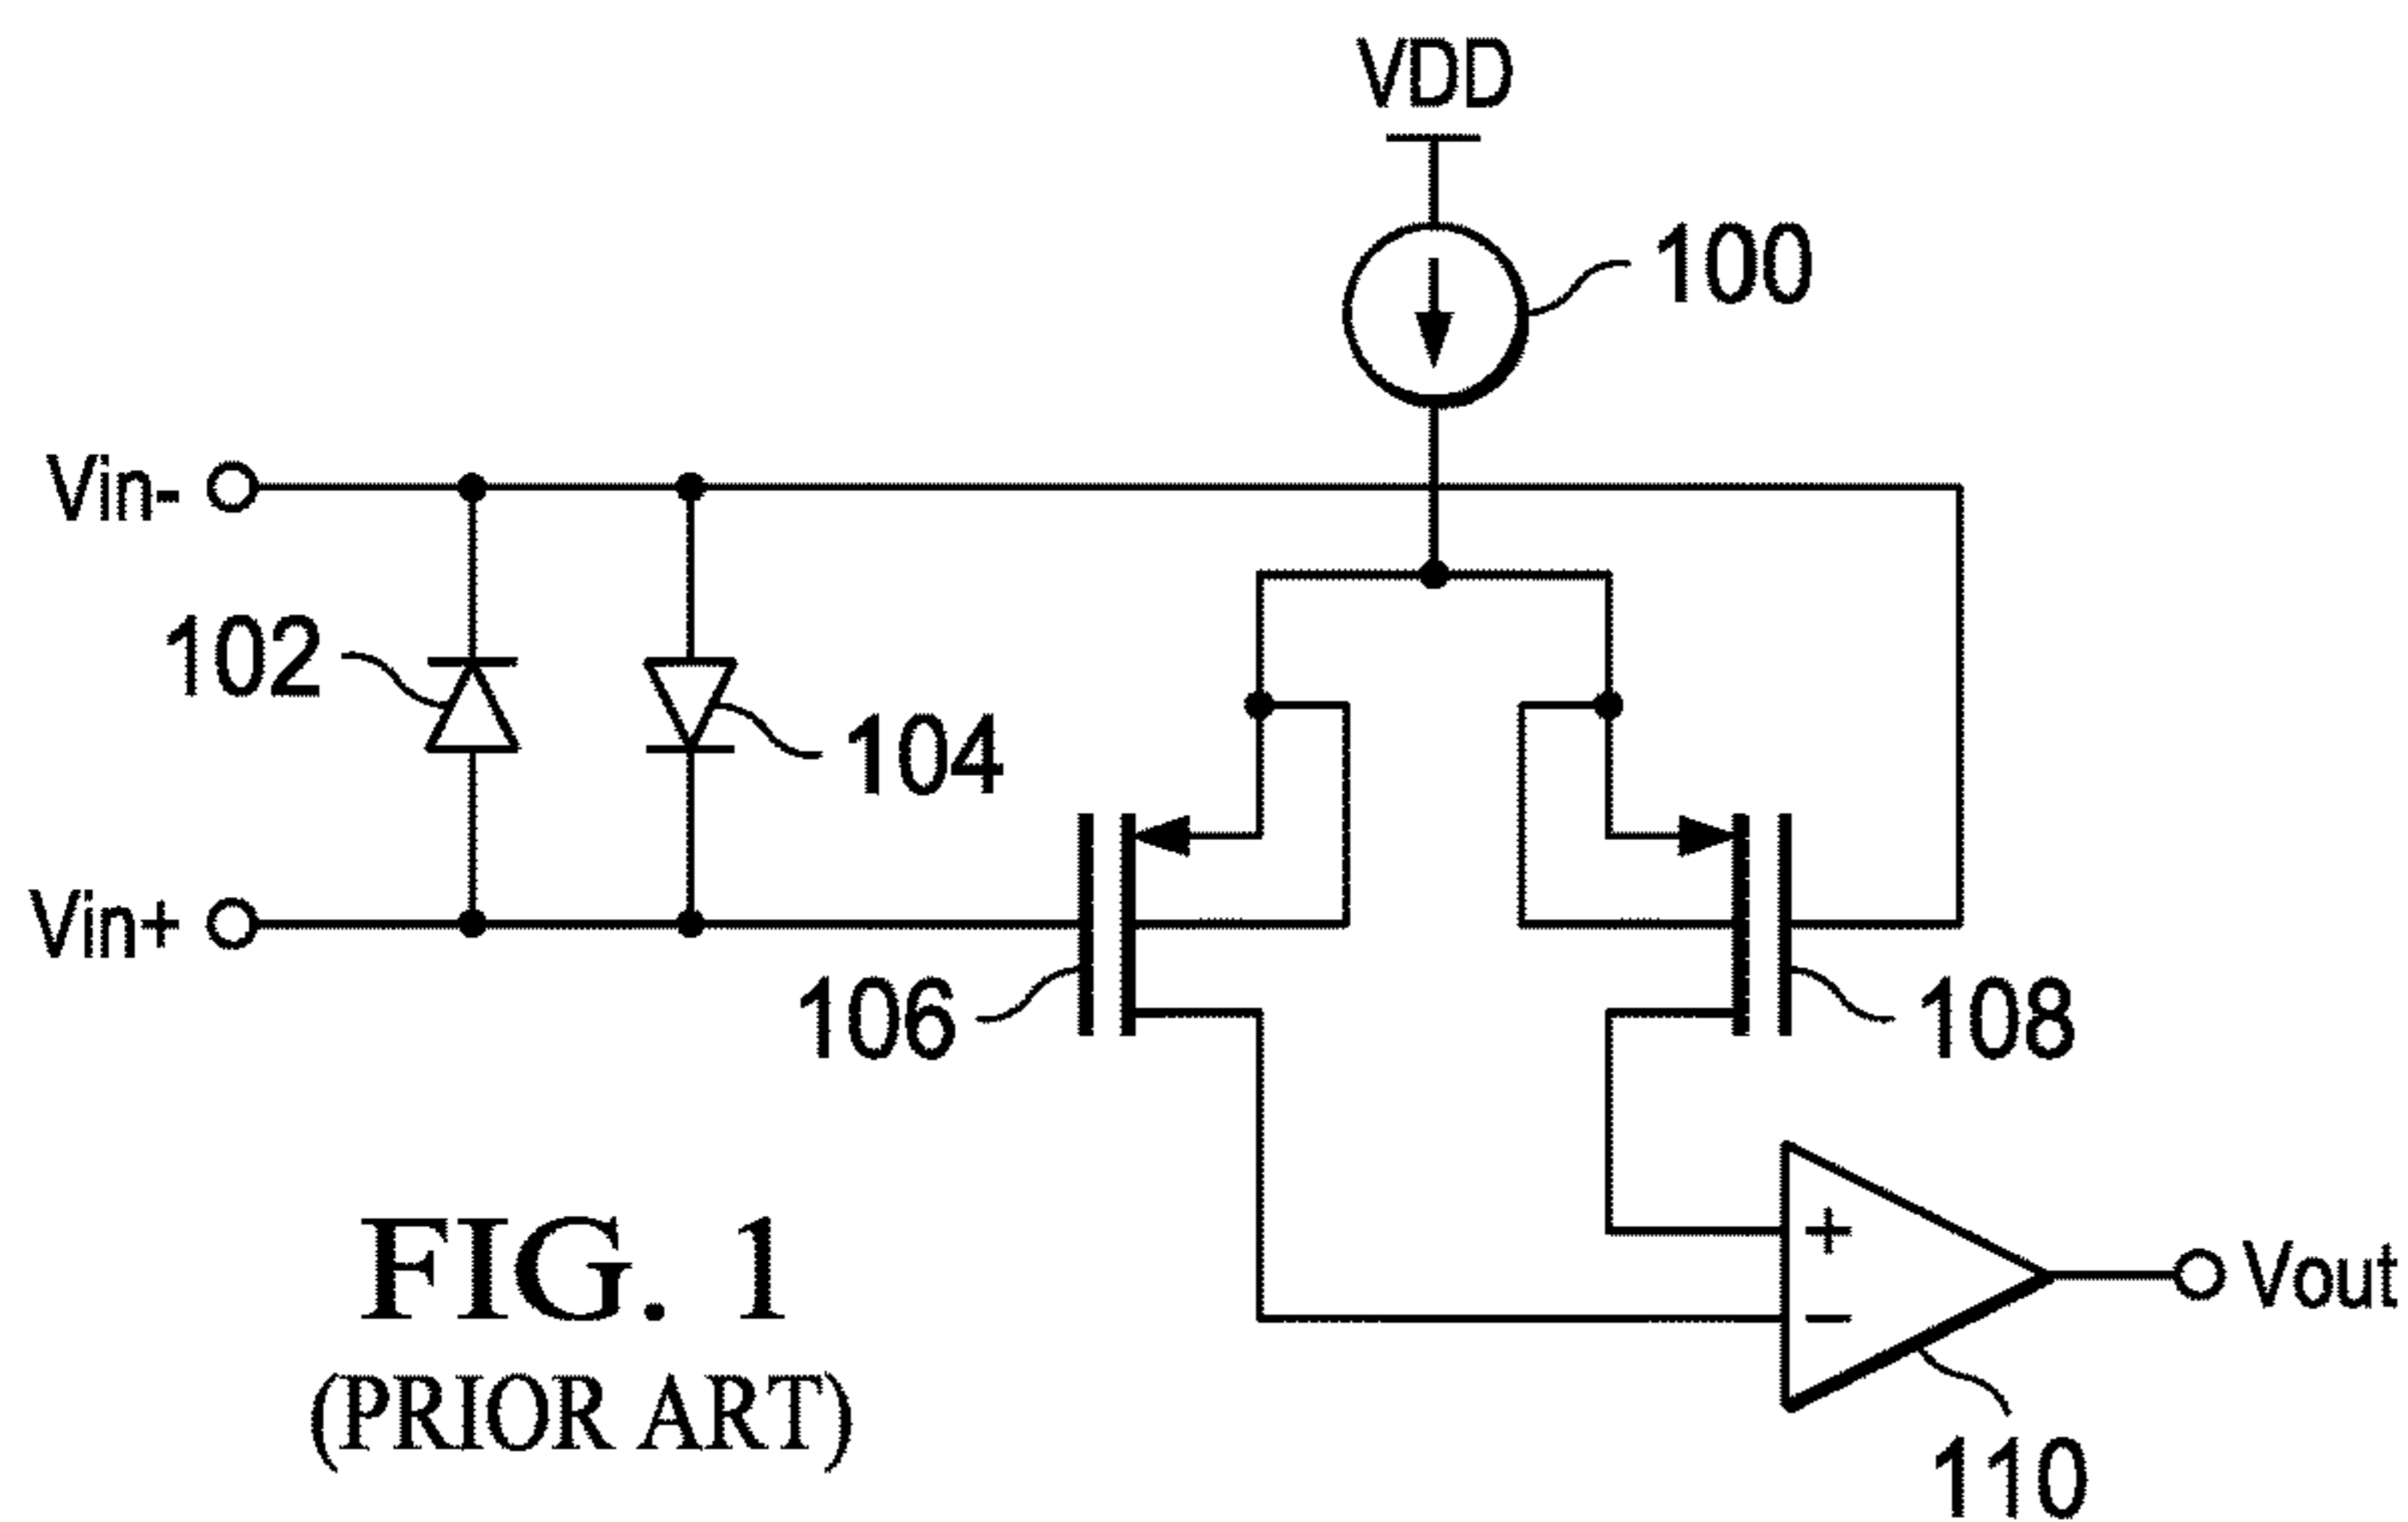 VDD
100
Vin-
102
104
Vin+
106
108
+
−
Vout
110
FIG. 1
(PRIOR ART)